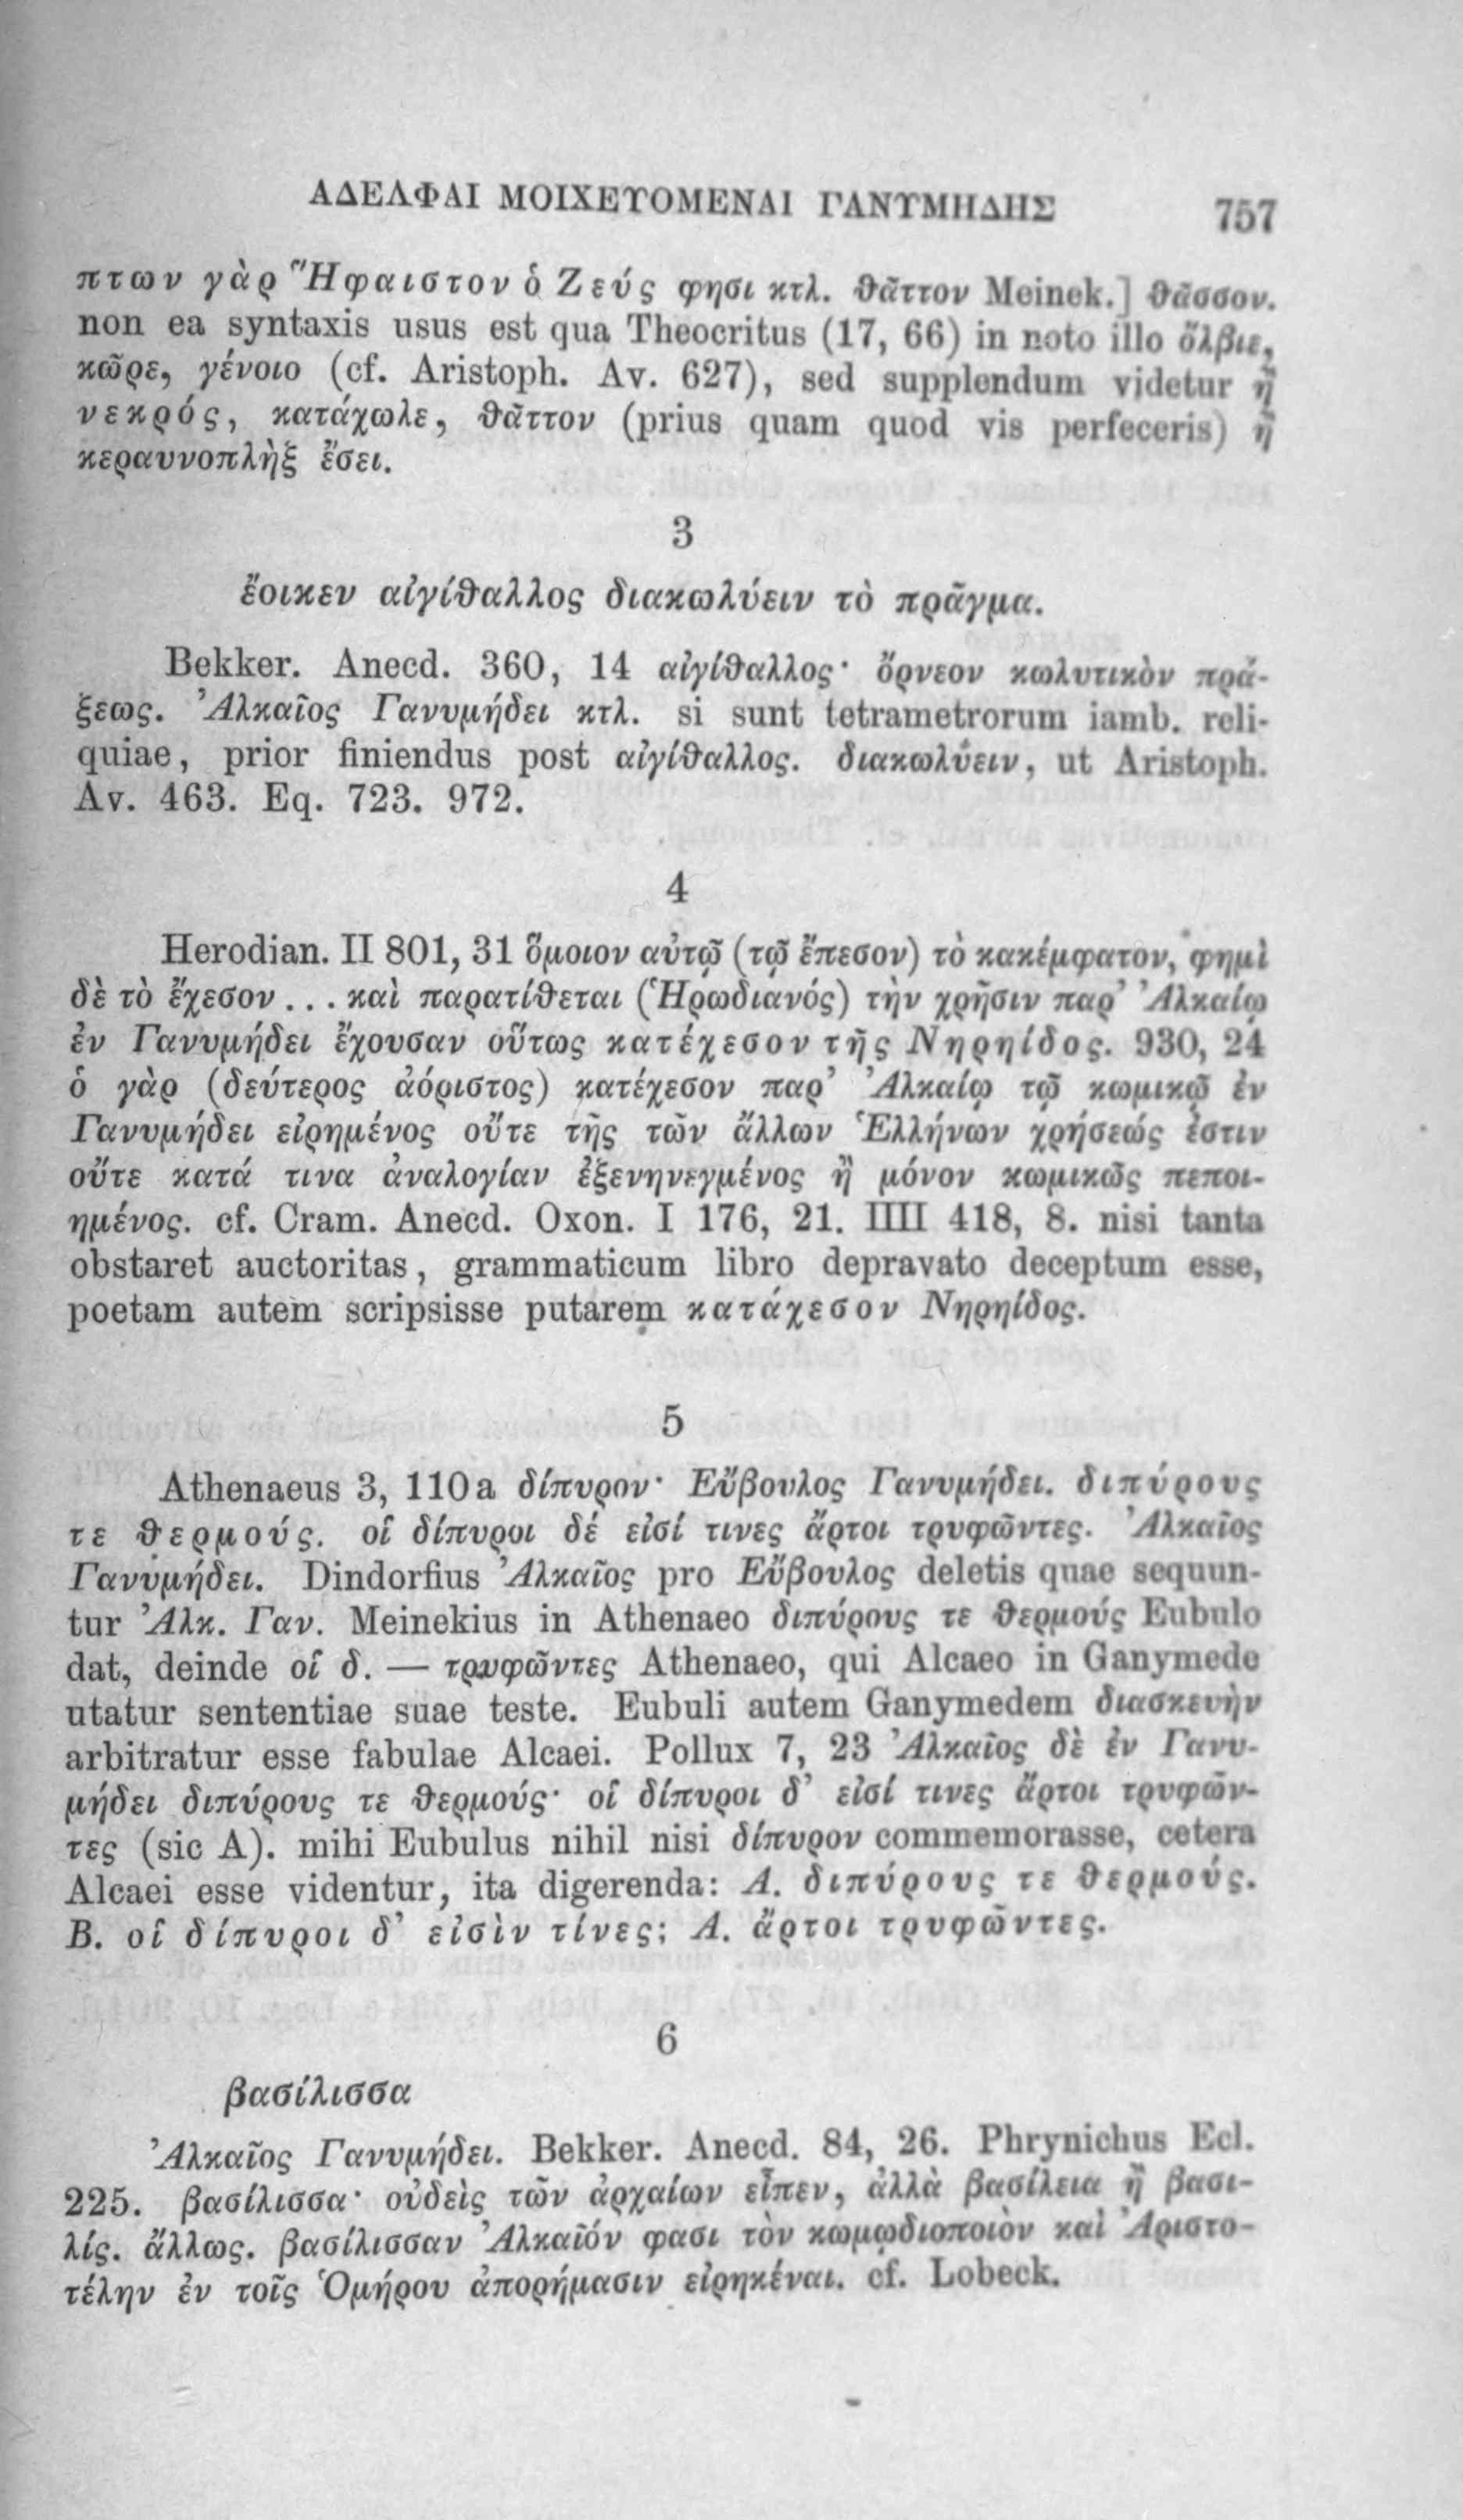 ΑΔΕΛΦΑΙ ΜΟΙΧΕΥΟΜΕΝΑΙ ΓΑΝΥΜΗΔΗΣ 757
πτων γὰρ Ἥφαιστον ὁ Ζεύς φησι κτλ. θᾶττον Meinek.] θᾶσσον.
non ea syntaxis usus est qua Theocritus (17, 66) in noto illo ὄλβιε,
κῶρε, γένοιο (cf. Aristoph. Av. 627), sed supplendum videtur ἢ
νεκρός, κατάχωλε, θᾶττον (prius quam quod vis perfeceris) ἢ
κεραυνοπλὴξ ἔσει.
3
ἔοικεν αἰγίθαλλος διακωλύειν τὸ πρᾶγμα.
Bekker. Anecd. 360, 14 αἰγίθαλλος· ὄρνεον κωλυτικὸν πρά-
ξεως. Ἀλκαῖος Γανυμήδει κτλ. si sunt tetrametrorum iamb. reli-
quiae, prior finiendus post αἰγίθαλλος. διακωλύειν, ut Aristoph.
Av. 463. Eq. 723. 972.
4
Herodian. II 801, 31 ὅμοιον αὐτῷ (τῷ ἔπεσον) τὸ κακέμφατον, φημὶ
δὲ τὸ ἔχεσον ... καὶ παρατίθεται (Ἡρωδιανός) τὴν χρῆσιν παρ’ Ἀλκαίῳ
ἐν Γανυμήδει ἔχουσαν οὕτως κατέχεσον τῆς Νηρηίδος. 930, 24
ὁ γὰρ (δεύτερος ἀόριστος) κατέχεσον παρ’ Ἀλκαίῳ τῷ κωμικῷ ἐν
Γανυμήδει εἰρημένος οὔτε τῆς τῶν ἄλλων Ἑλλήνων χρήσεώς ἐστιν
οὔτε κατά τινα ἀναλογίαν ἐξενηνεγμένος ἢ μόνον κωμικῶς πεποι-
ημένος. cf. Cram. Anecd. Oxon. I 176, 21. IIII 418, 8. nisi tanta
obstaret auctoritas, grammaticum libro depravato deceptum esse,
poetam autem scripsisse putarem κατάχεσον Νηρηίδος.
5
Athenaeus 3, 110a δίπυρον· Εὔβουλος Γανυμήδει. διπύρους
τε θερμούς. οἱ δίπυροι δέ εἰσί τινες ἄρτοι τρυφῶντες. Ἀλκαῖος
Γανυμήδει. Dindorfius Ἀλκαῖος pro Εὔβουλος deletis quae sequun-
tur Ἀλκ. Γαν. Meinekius in Athenaeo διπύρους τε θερμούς Eubulo
dat, deinde οἱ δ. — τρυφῶντες Athenaeo, qui Alcaeo in Ganymede
utatur sententiae suae teste. Eubuli autem Ganymedem διασκευὴν
arbitratur esse fabulae Alcaei. Pollux 7, 23 Ἀλκαῖος δὲ ἐν Γανυ-
μήδει διπύρους τε θερμούς· οἱ δίπυροι δ’ εἰσί τινες ἄρτοι τρυφῶν-
τες (sic A). mihi Eubulus nihil nisi δίπυρον commemorasse, cetera
Alcaei esse videntur, ita digerenda: Α. διπύρους τε θερμούς.
Β. οἱ δίπυροι δ’ εἰσὶν τίνες; Α. ἄρτοι τρυφῶντες.
6
βασίλισσα
Ἀλκαῖος Γανυμήδει. Bekker. Anecd. 84, 26. Phrynichus Ecl.
225. βασίλισσα· οὐδεὶς τῶν ἀρχαίων εἶπεν, ἀλλὰ βασίλεια ἢ βασι-
λίς. ἄλλως. βασίλισσαν Ἀλκαῖόν φασι τὸν κωμῳδιοποιὸν καὶ Ἀριστο-
τέλην ἐν τοῖς Ὁμήρου ἀπορήμασιν εἰρηκέναι. cf. Lobeck.